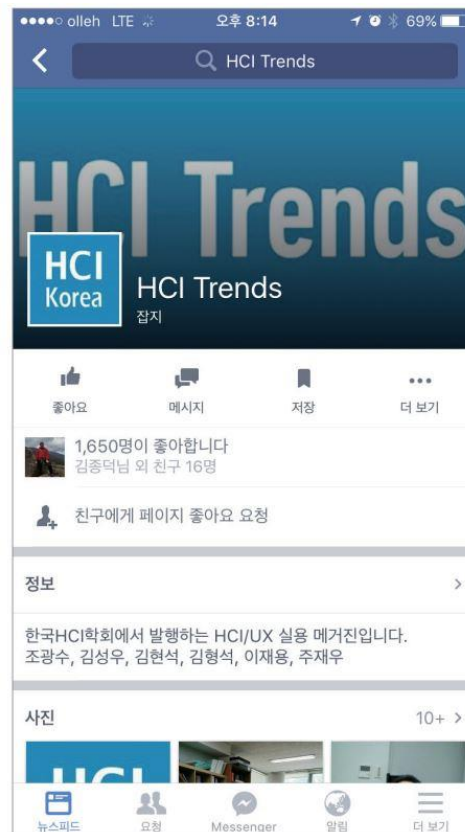 olleh LTE 오후 8:14 69%
HCI Trends
HCI Trends
HCI
Korea
HCI Trends
잡지
좋아요 메시지 저장 더 보기
1,650명이 좋아합니다
김종덕님 외 친구 16명
친구에게 페이지 좋아요 요청
정보
한국HCI학회에서 발행하는 HCI/UX 실용 메거진입니다.
조광수, 김성우, 김현석, 김형석, 이재용, 주재우
사진 10+
HCI
뉴스피드 요청 Messenger 알림 더 보기